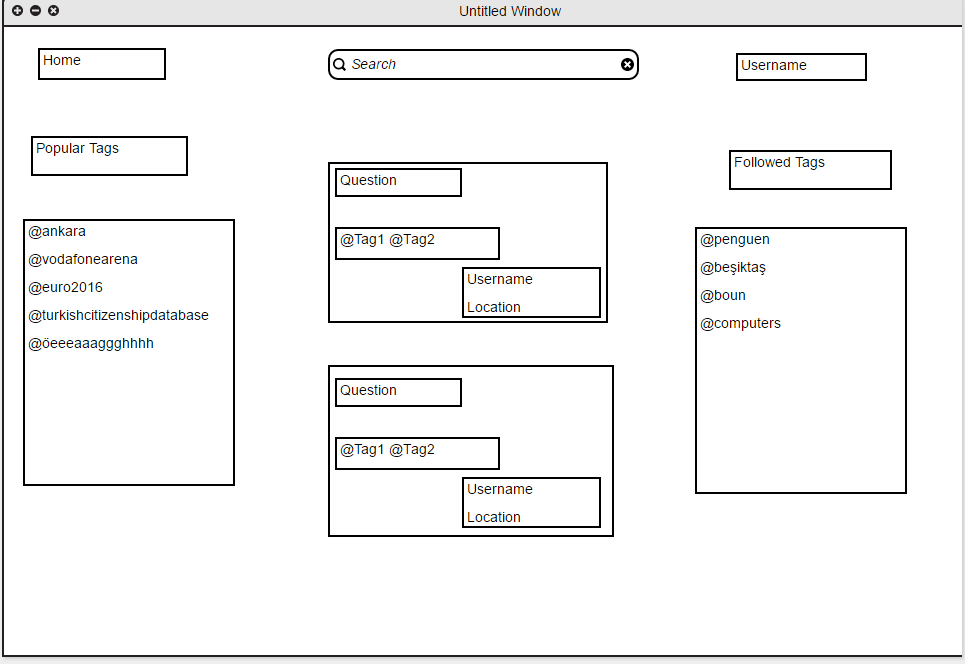 Untitled Window
Home
Search
Username
Popular Tags
@ankara
@vodafonearena
@euro2016
@turkishcitizenshipdatabase
@öeeeaaaggghhhh
Question
@Tag1 @Tag2
Username
Location
Question
@Tag1 @Tag2
Username
Location
Followed Tags
@penguen
@beşiktaş
@boun
@computers